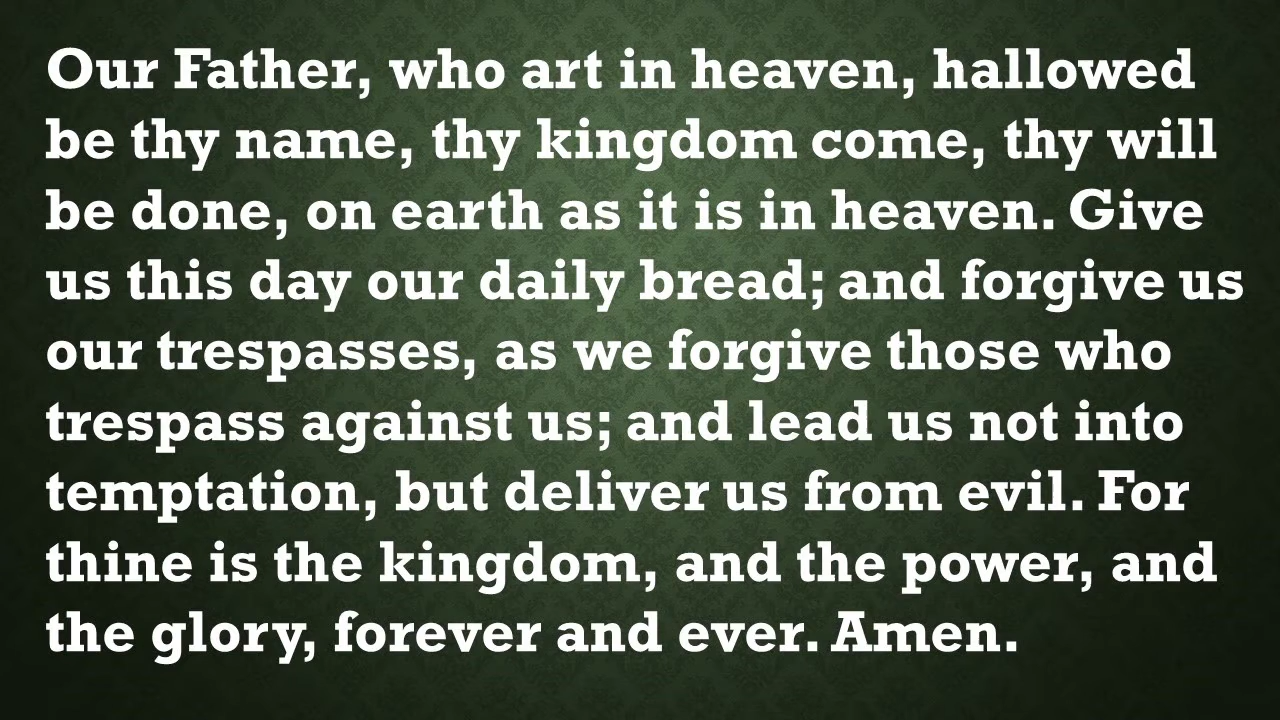 Our Father, who art in heaven, hallowed
be thy name, thy kingdom come, thy will
be done, on earth as it is in heaven. Give
us this day our daily bread; and forgive us
our trespasses, as we forgive those who
trespass against us; and lead us not into
temptation, but deliver us from evil. For
thine is the kingdom, and the power, and
the glory, forever and ever. Amen.